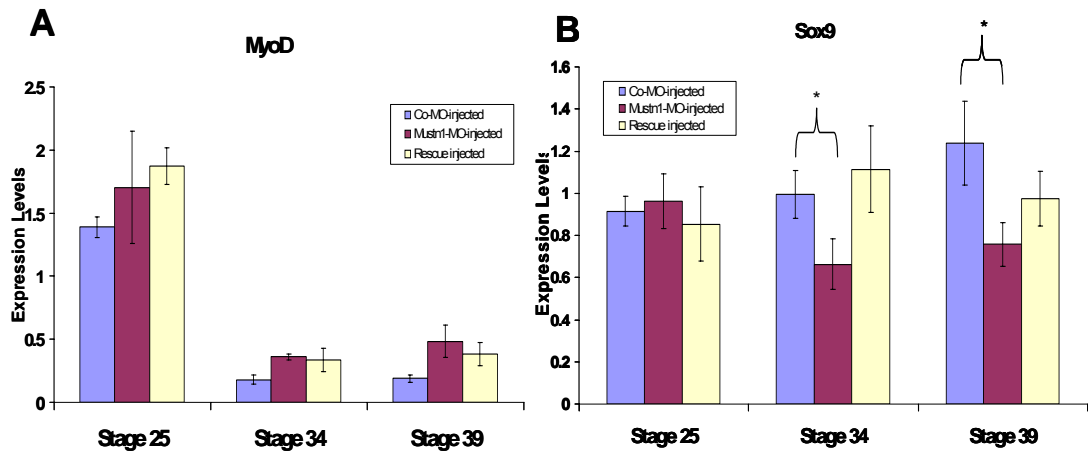 A
MyoD
Expression Levels
2.5
2
1.5
1
0.5
0
Co-MO-injected
Mustn1-MO-injected
Rescue injected
Stage 25
Stage 34
Stage 39
B
Sox9
Expression Levels
1.6
1.4
1.2
1
0.8
0.6
0.4
0.2
0
Co-MO-injected
Mustn1-MO-injected
Rescue injected
*
*
Stage 25
Stage 34
Stage 39